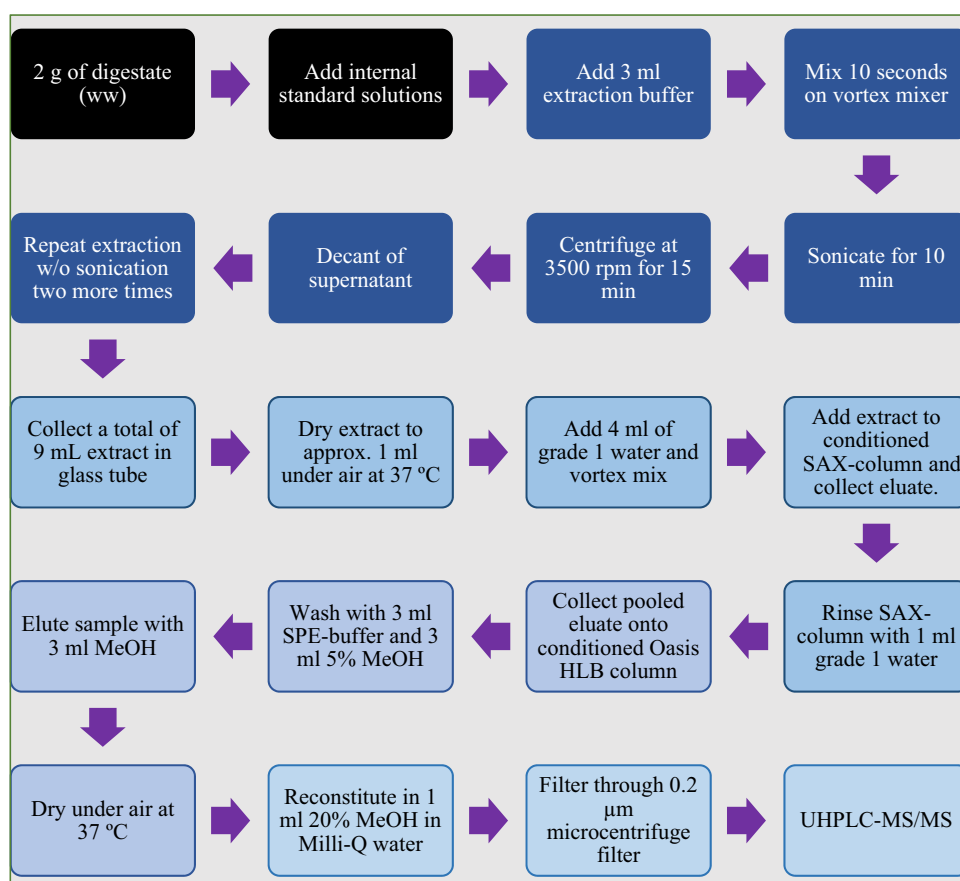 2 g of digestate
(ww)
Add internal
standard solutions
Add 3 ml
extraction buffer
Mix 10 seconds
on vortex mixer
Sonicate for 10
min
Centrifuge at
3500 rpm for 15
min
Decant of
supernatant
Repeat extraction
w/o sonication
two more times
Collect a total of
9 mL extract in
glass tube
Dry extract to
approx. 1 ml
under air at 37 ºC
Add 4 ml of
grade 1 water and
vortex mix
Add extract to
conditioned
SAX-column and
collect eluate.
Rinse SAX-
column with 1 ml
grade 1 water
Collect pooled
eluate onto
conditioned Oasis
HLB column
Wash with 3 ml
SPE-buffer and 3
ml 5% MeOH
Elute sample with
3 ml MeOH
Dry under air at
37 ºC
Reconstitute in 1
ml 20% MeOH in
Milli-Q water
Filter through 0.2
µm
microcentrifuge
filter
UHPLC-MS/MS